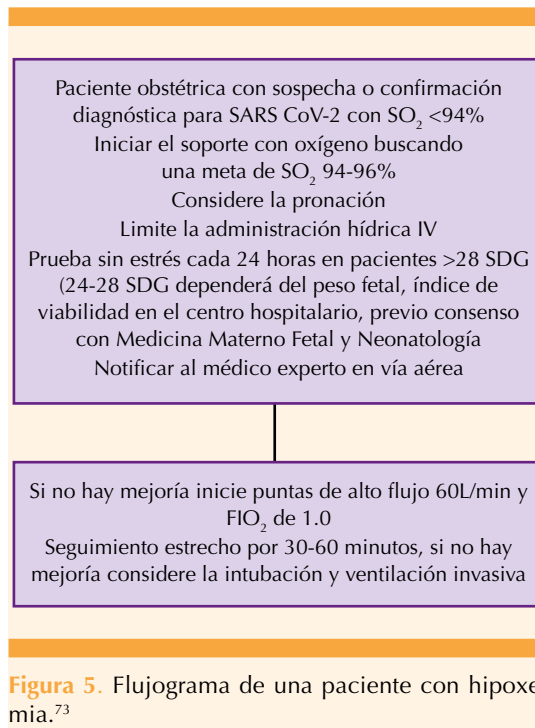 Paciente obstétrica con sospecha o confirmación
diagnóstica para SARS CoV-2 con SO2 <94%
Iniciar el soporte con oxígeno buscando
una meta de SO2 94-96%
Considere la pronación
Limite la administración hídrica IV
Prueba sin estrés cada 24 horas en pacientes >28 SDG
(24-28 SDG dependerá del peso fetal, índice de
viabilidad en el centro hospitalario, previo consenso
con Medicina Materno Fetal y Neonatología
Notificar al médico experto en vía aérea
Si no hay mejoría inicie puntas de alto flujo 60L/min y
FIO2 de 1.0
Seguimiento estrecho por 30-60 minutos, si no hay
mejoría considere la intubación y ventilación invasiva
Figura 5. Flujograma de una paciente con hipoxe
mia.73